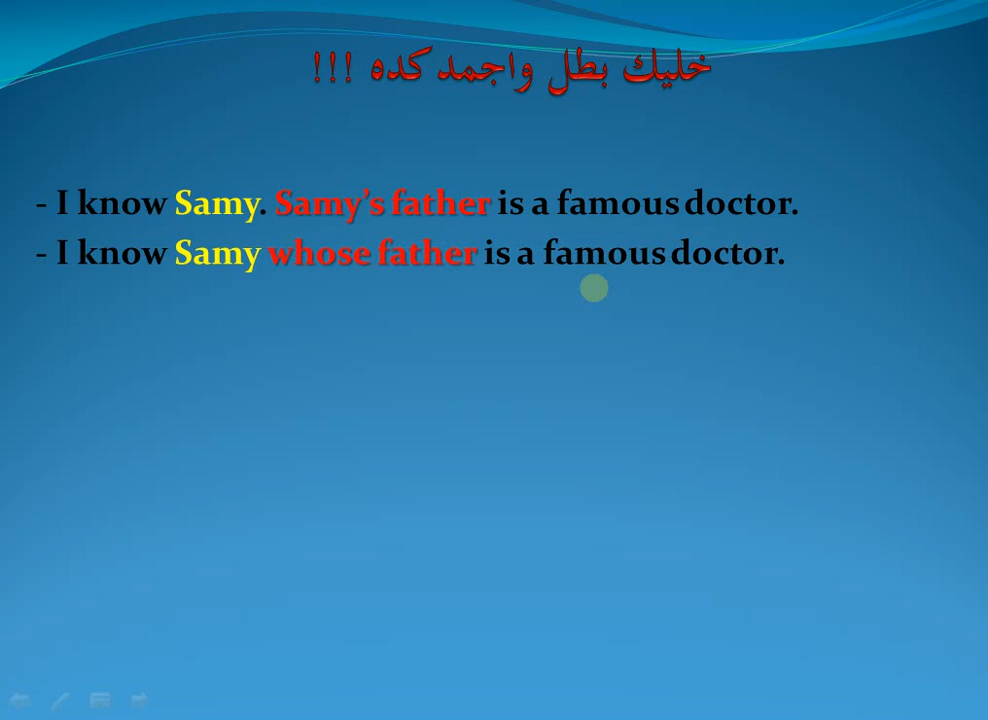 خليك بطل واجمد كده !!!
- I know Samy. Samy’s father is a famous doctor.
- I know Samy whose father is a famous doctor.